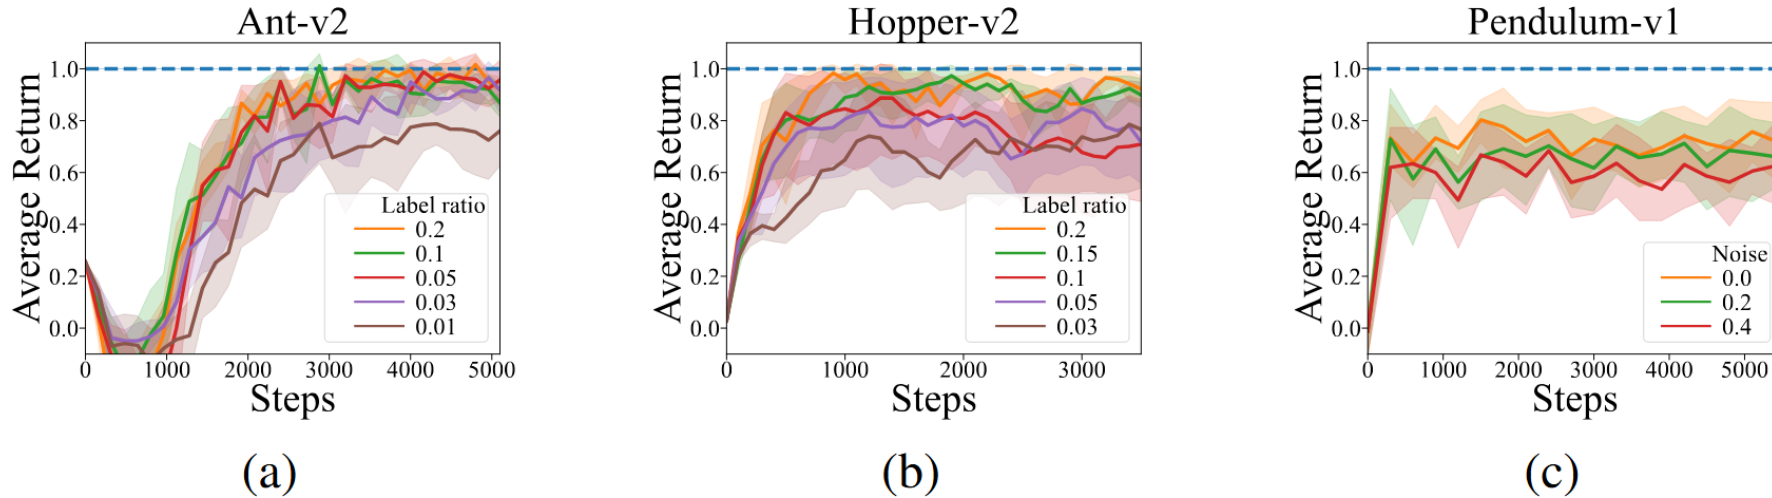 Ant-v2
Average Return
1.0
0.8
0.6
0.4
0.2
0.0
Label ratio
0.2
0.1
0.05
0.03
0.01
0 1000 2000 3000 4000 5000
Steps
(a)
Hopper-v2
Average Return
1.0
0.8
0.6
0.4
0.2
0.0
Label ratio
0.2
0.15
0.1
0.05
0.03
0 1000 2000 3000
Steps
(b)
Pendulum-v1
Average Return
1.0
0.8
0.6
0.4
0.2
0.0
Noise
0.0
0.2
0.4
0 1000 2000 3000 4000 5000
Steps
(c)